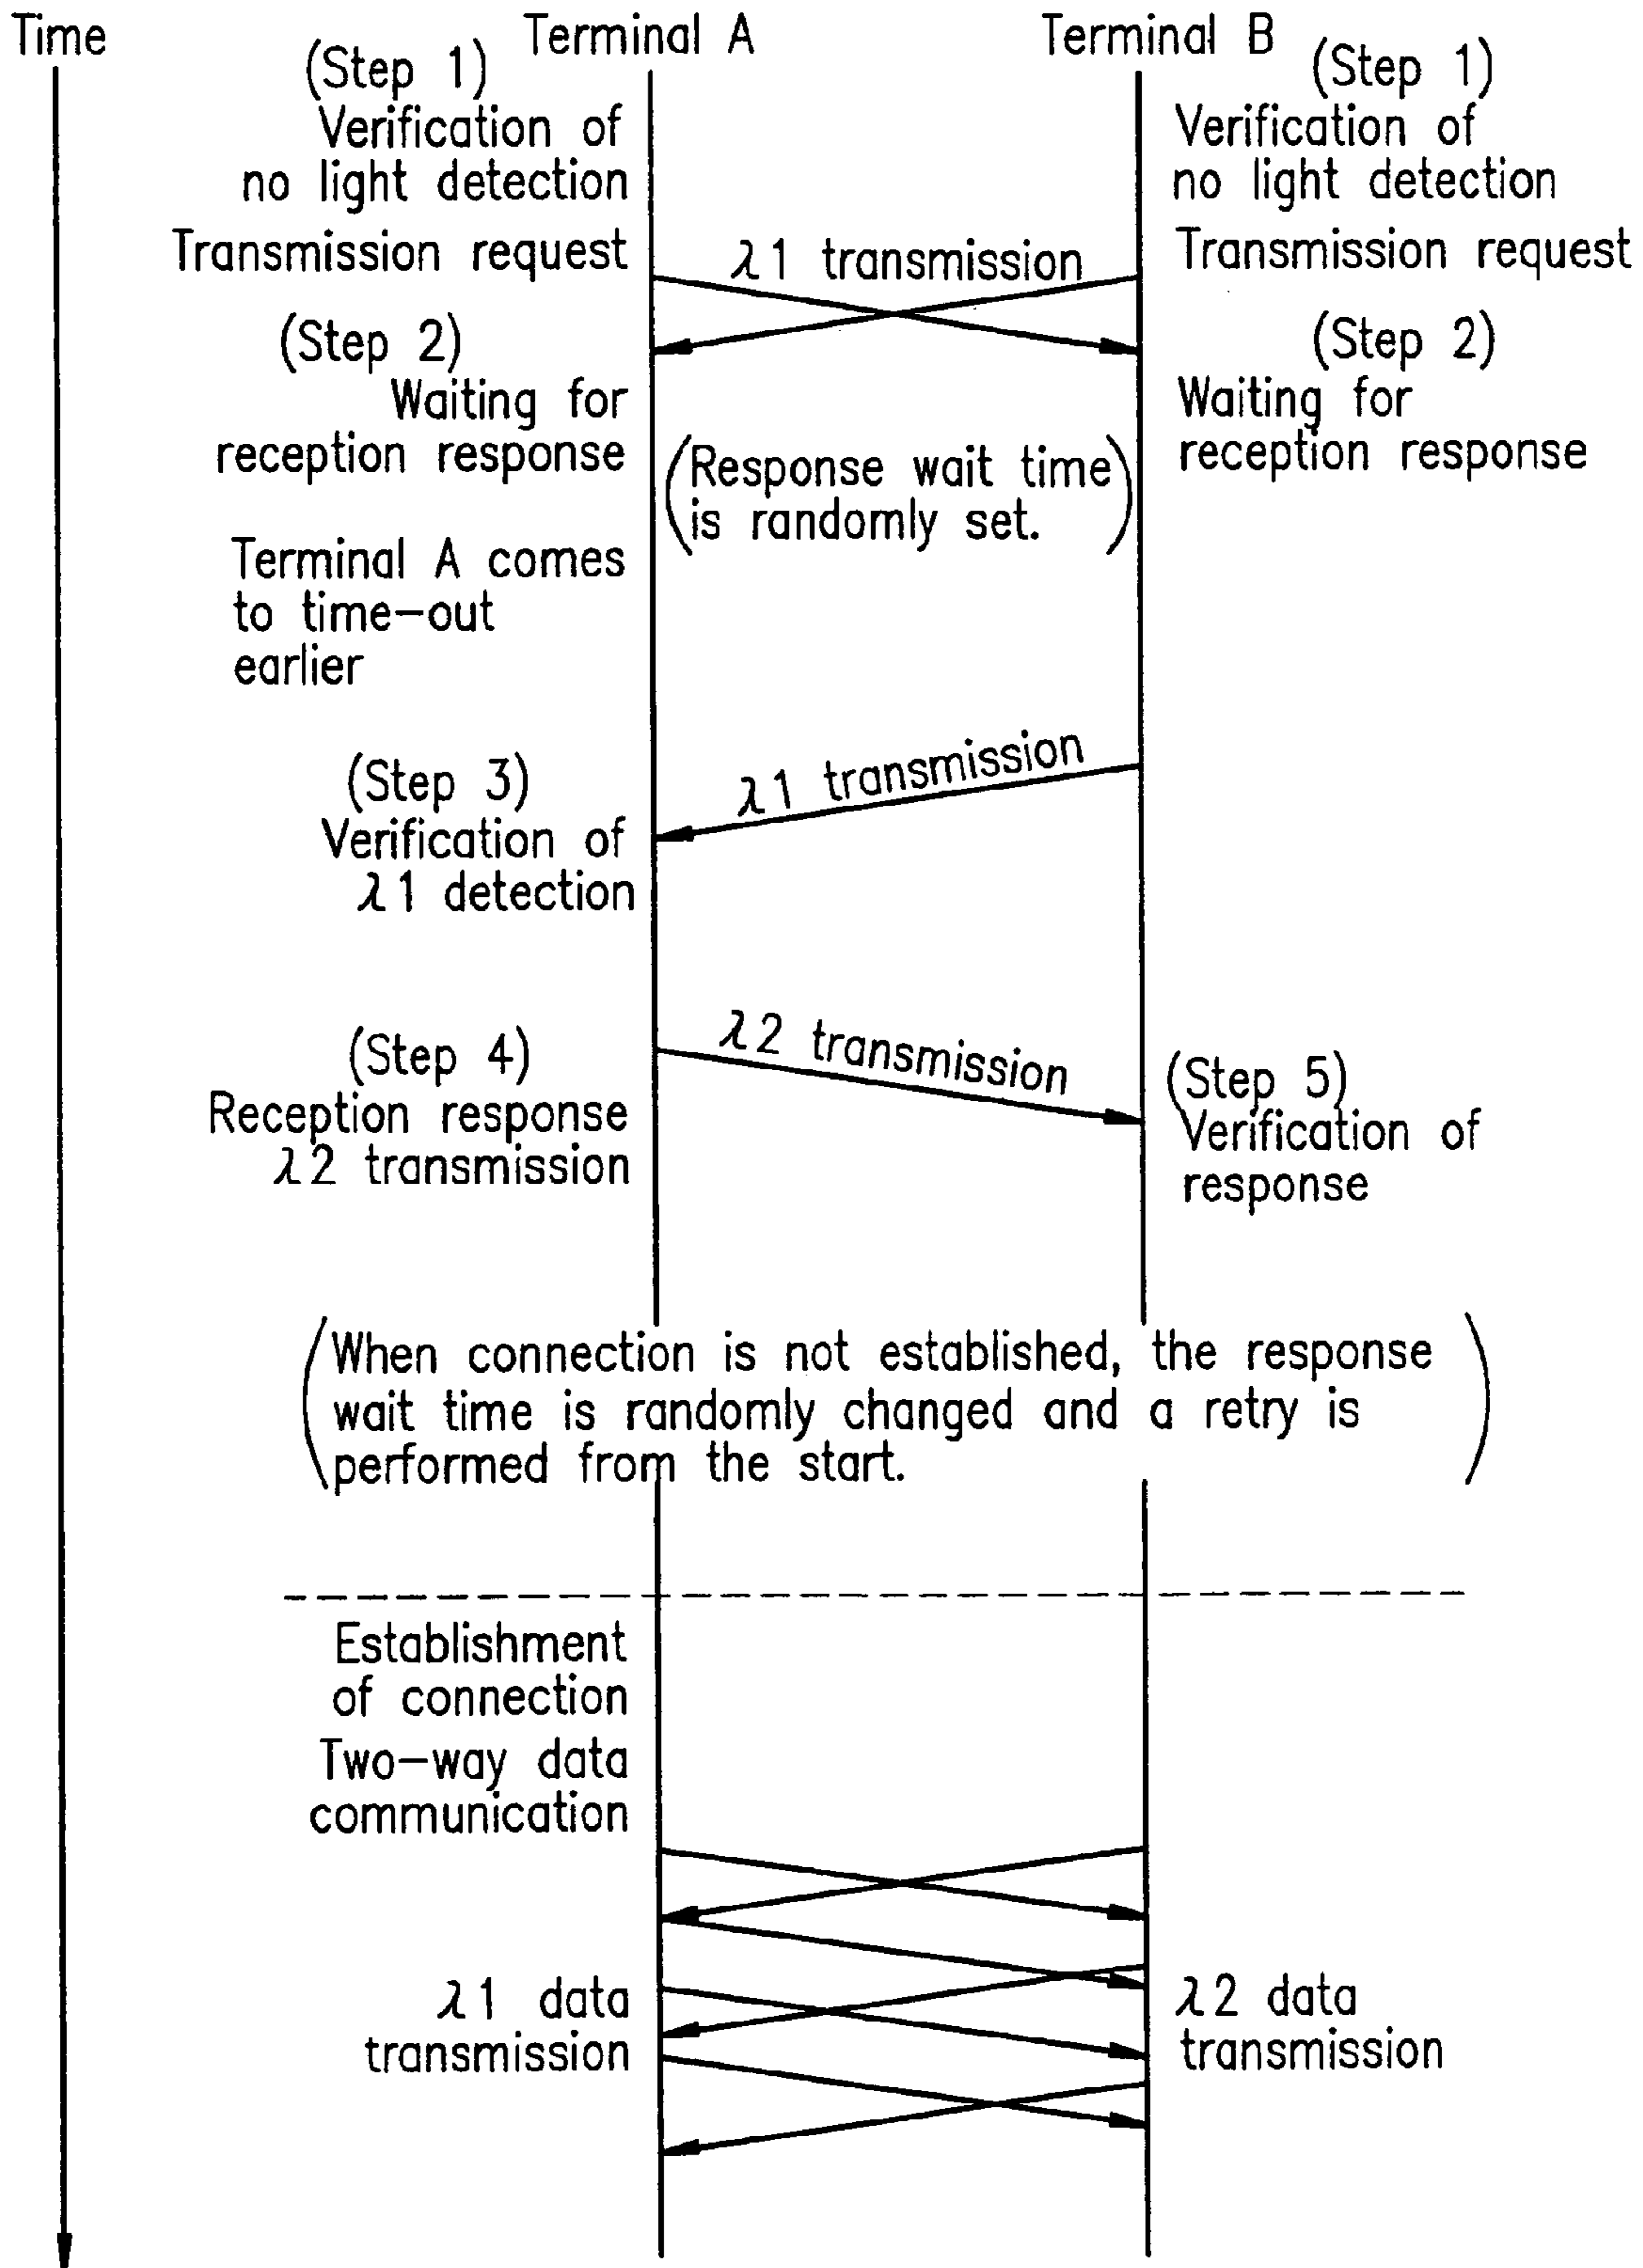 Time
Terminal A
Terminal B
(Step 1)
Verification of
no light detection
Transmission request
(Step 1)
Verification of
no light detection
Transmission request
λ1 transmission
(Step 2)
Waiting for
reception response
(Response wait time
is randomly set.)
(Step 2)
Waiting for
reception response
Terminal A comes
to time-out
earlier
λ1 transmission
(Step 3)
Verification of
λ1 detection
λ2 transmission
(Step 4)
Reception response
λ2 transmission
(Step 5)
Verification of
response
(When connection is not established, the response
wait time is randomly changed and a retry is
performed from the start.)
Establishment
of connection
Two-way data
communication
λ1 data
transmission
λ2 data
transmission